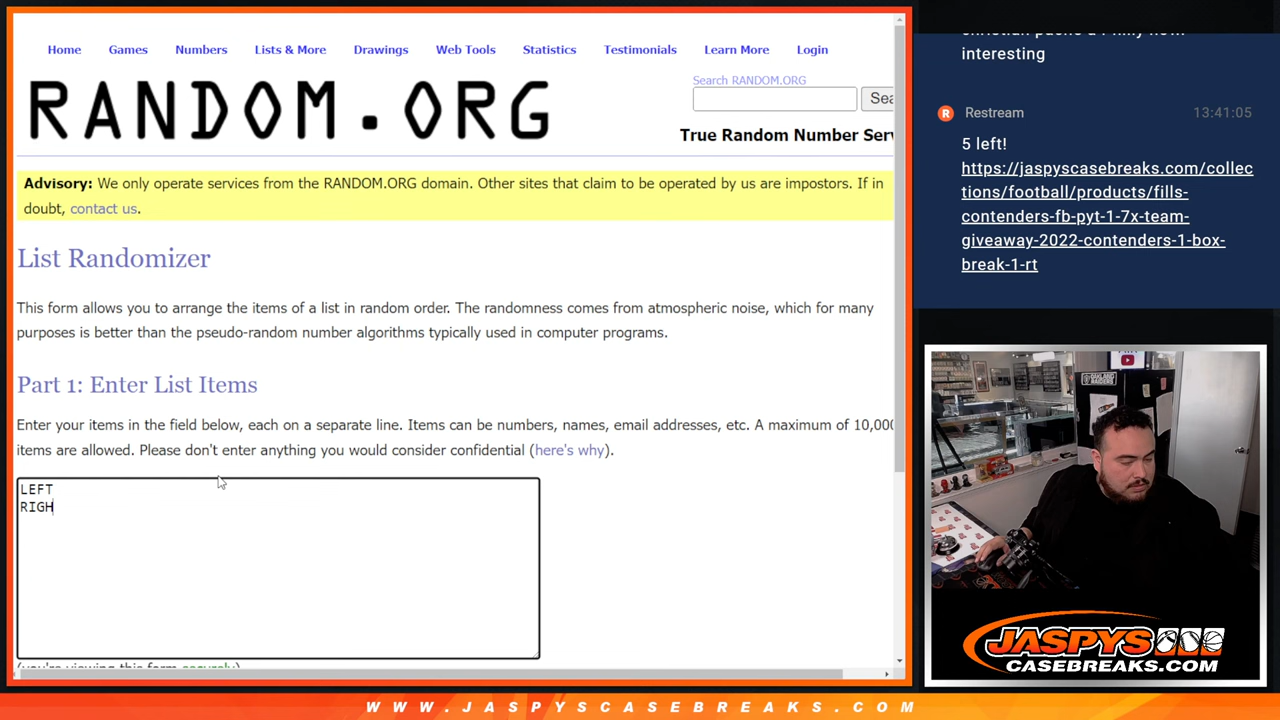 Home Games Numbers Lists & More Drawings Web Tools Statistics Testimonials Learn More Login
RANDOM.ORG
Search RANDOM.ORG
Sea
True Random Number Serv
Advisory: We only operate services from the RANDOM.ORG domain. Other sites that claim to be operated by us are impostors. If in
doubt, contact us.
List Randomizer
This form allows you to arrange the items of a list in random order. The randomness comes from atmospheric noise, which for many
purposes is better than the pseudo-random number algorithms typically used in computer programs.
Part 1: Enter List Items
Enter your items in the field below, each on a separate line. Items can be numbers, names, email addresses, etc. A maximum of 10,000
items are allowed. Please don't enter anything you would consider confidential (here's why).
LEFT
RIGH
(you're viewing this form securely)
interesting
Restream 13:41:05
5 left!
https://jaspyscasebreaks.com/collec
tions/football/products/fills-
contenders-fb-pyt-1-7x-team-
giveaway-2022-contenders-1-box-
break-1-rt
JASPYS
CASEBREAKS.COM
WWW.JASPYSCASEBREAKS.COM